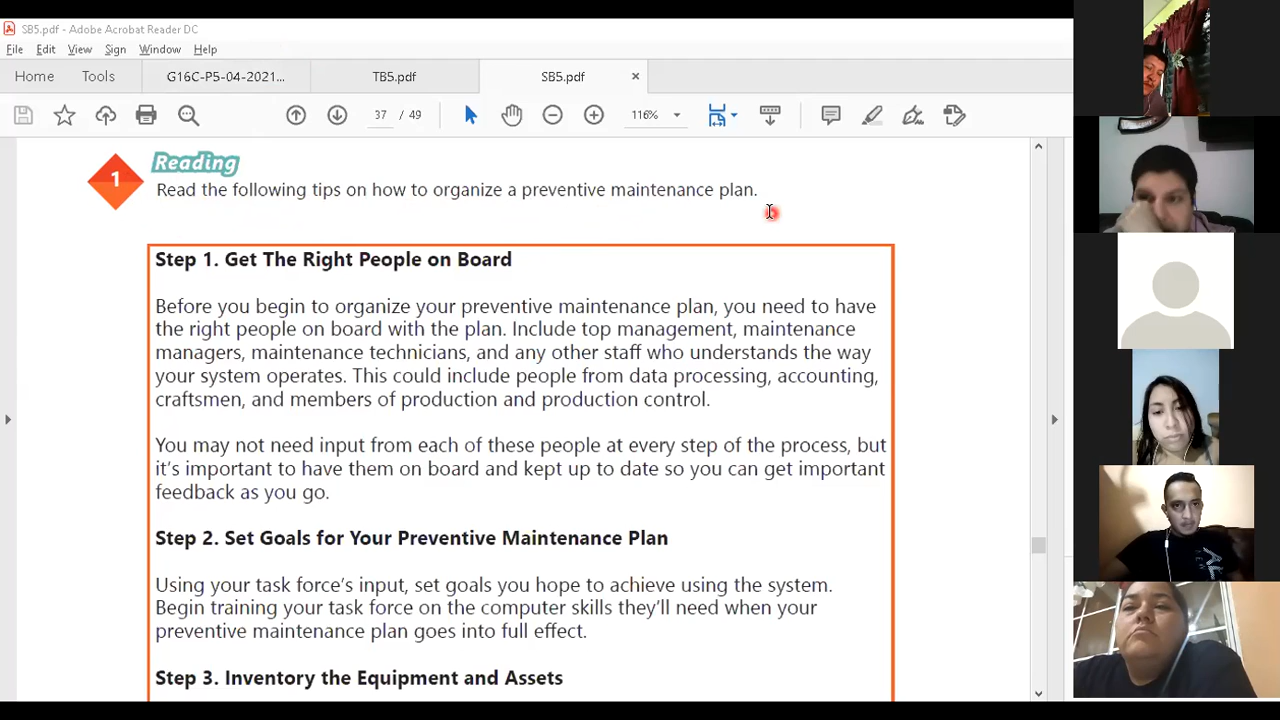 SB5.pdf - Adobe Acrobat Reader DC
File Edit View Sign Window Help
Home Tools G16C-P5-04-2021... TB5.pdf SB5.pdf ×
37 / 49 116%
1 Reading
Read the following tips on how to organize a preventive maintenance plan.
Step 1. Get The Right People on Board
Before you begin to organize your preventive maintenance plan, you need to have
the right people on board with the plan. Include top management, maintenance
managers, maintenance technicians, and any other staff who understands the way
your system operates. This could include people from data processing, accounting,
craftsmen, and members of production and production control.
You may not need input from each of these people at every step of the process, but
it's important to have them on board and kept up to date so you can get important
feedback as you go.
Step 2. Set Goals for Your Preventive Maintenance Plan
Using your task force's input, set goals you hope to achieve using the system.
Begin training your task force on the computer skills they'll need when your
preventive maintenance plan goes into full effect.
Step 3. Inventory the Equipment and Assets